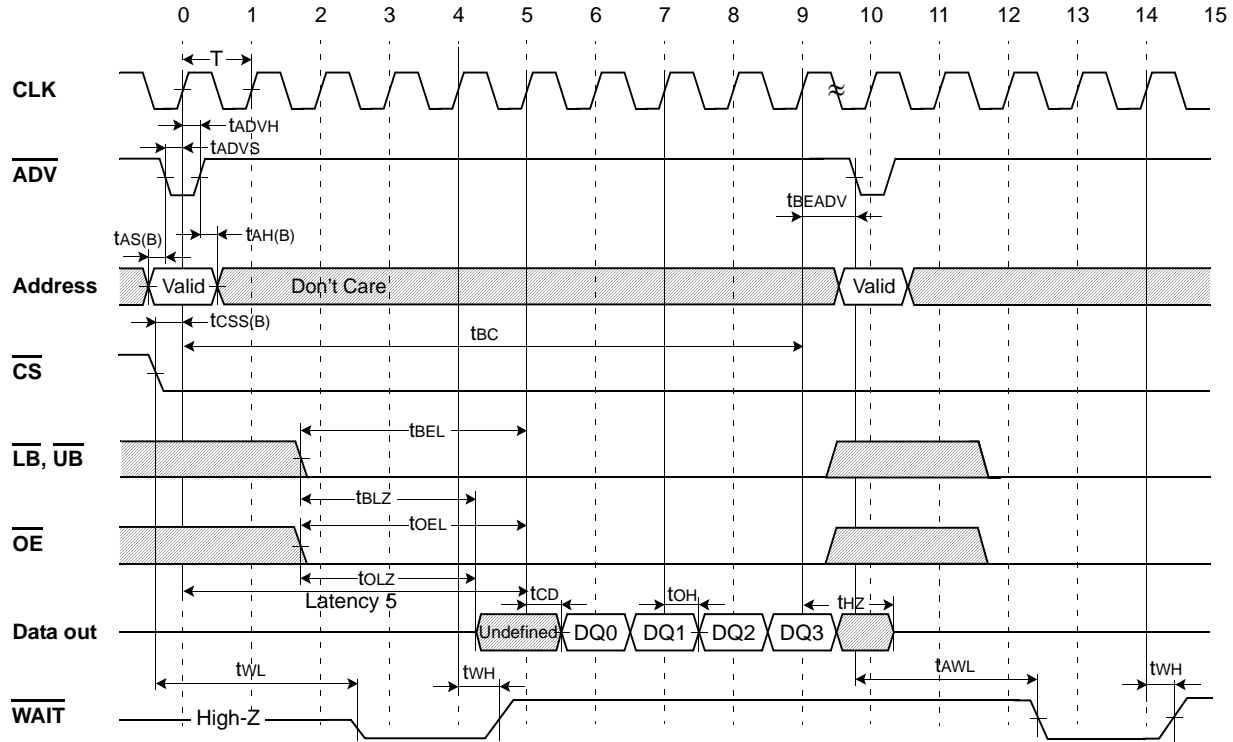 0 1 2 3 4 5 6 7 8 9 10 11 12 13 14 15
T
CLK
tADVH
tADVS
ADV
tBEADV
tAS(B) tAH(B)
Address Valid Don't Care Valid
tCSS(B)
tBC
CS
tBEL
LB, UB
tBLZ
tOEL
OE
tOLZ
Latency 5 tCD tOH tHZ
Data out Undefined DQ0 DQ1 DQ2 DQ3
tWL tWH tAWL tWH
WAIT High-Z